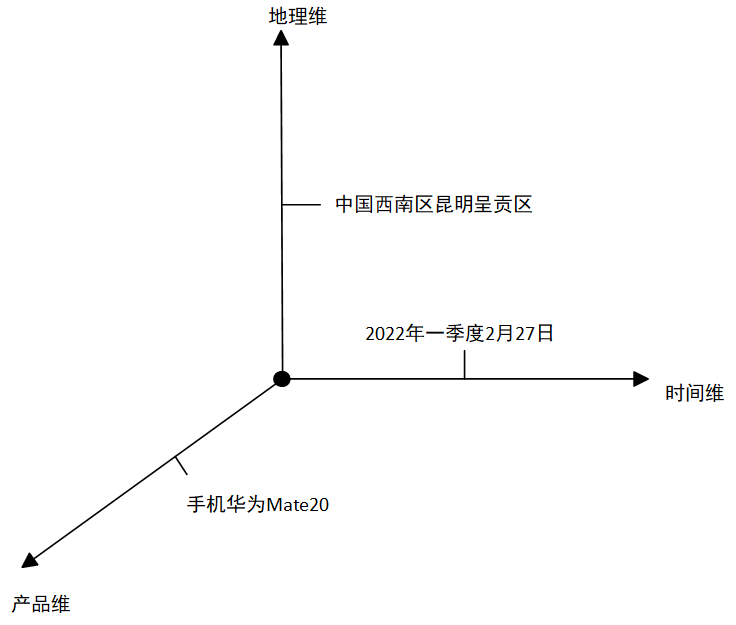 地理维
中国西南区昆明呈贡区
2022年一季度2月27日
时间维
手机华为Mate20
产品维